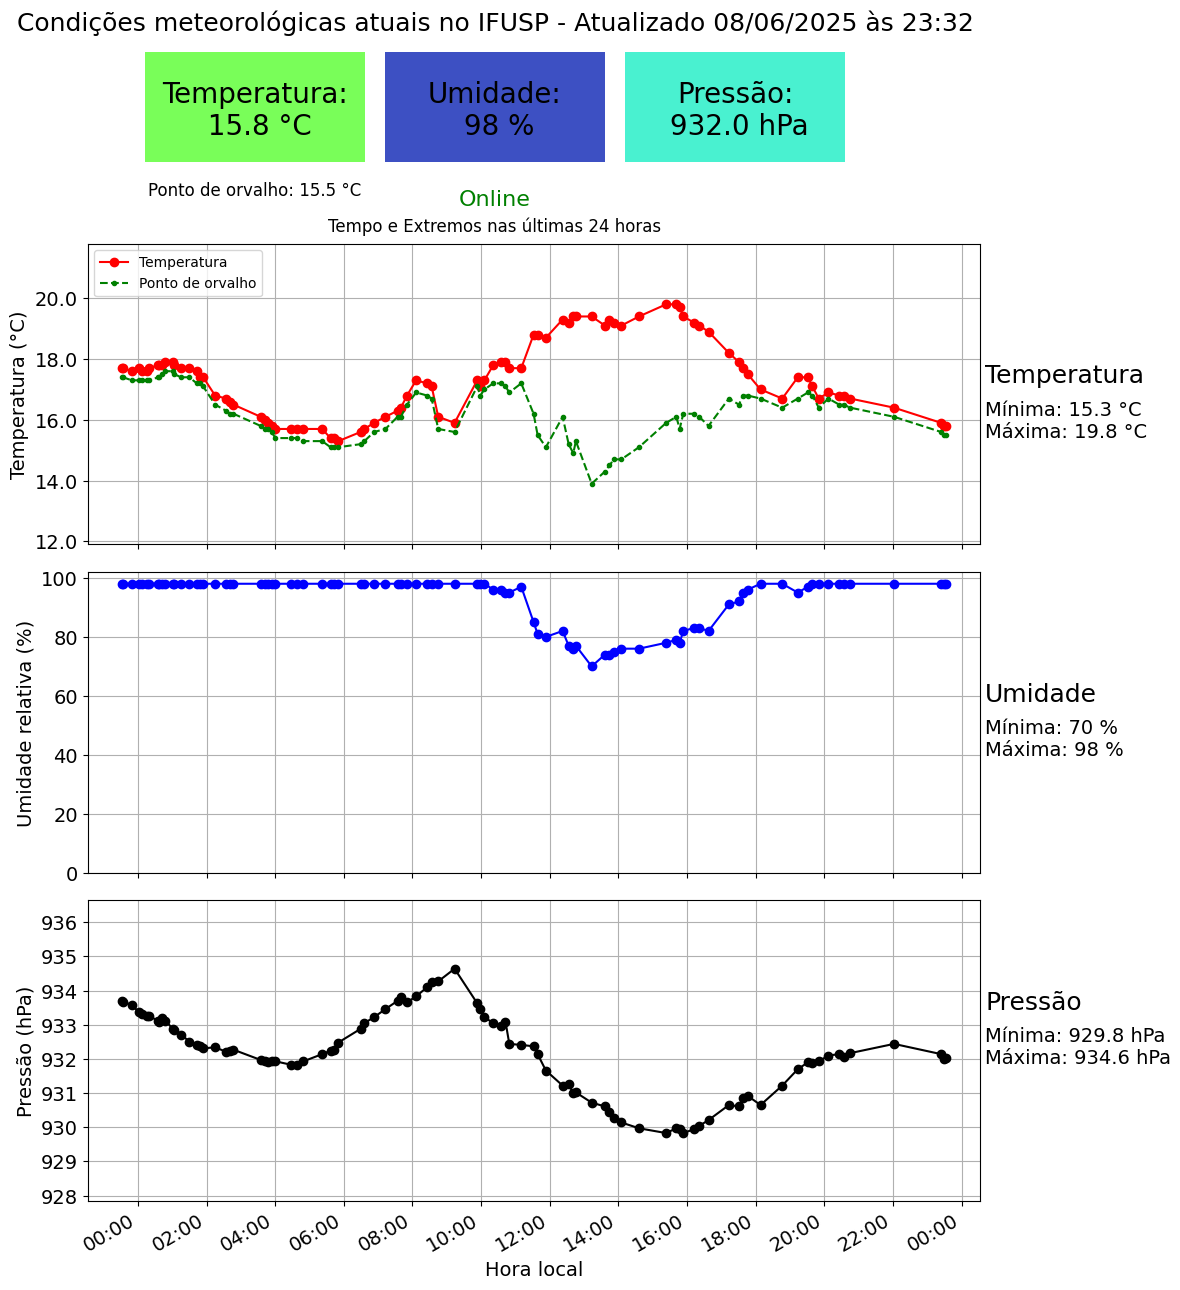 Condições meteorológicas atuais no IFUSP - Atualizado 08/06/2025 às 23:32
Temperatura:
15.8 °C
Umidade:
98 %
Pressão:
932.0 hPa
Ponto de orvalho: 15.5 °C
Online
Tempo e Extremos nas últimas 24 horas
Temperatura
Ponto de orvalho
Temperatura (°C)
20.0
18.0
16.0
14.0
12.0
Temperatura
Mínima: 15.3 °C
Máxima: 19.8 °C
Umidade relativa (%)
100
80
60
40
20
0
Umidade
Mínima: 70 %
Máxima: 98 %
Pressão (hPa)
936
935
934
933
932
931
930
929
928
Pressão
Mínima: 929.8 hPa
Máxima: 934.6 hPa
00:00
02:00
04:00
06:00
08:00
10:00
12:00
14:00
16:00
18:00
20:00
22:00
00:00
Hora local